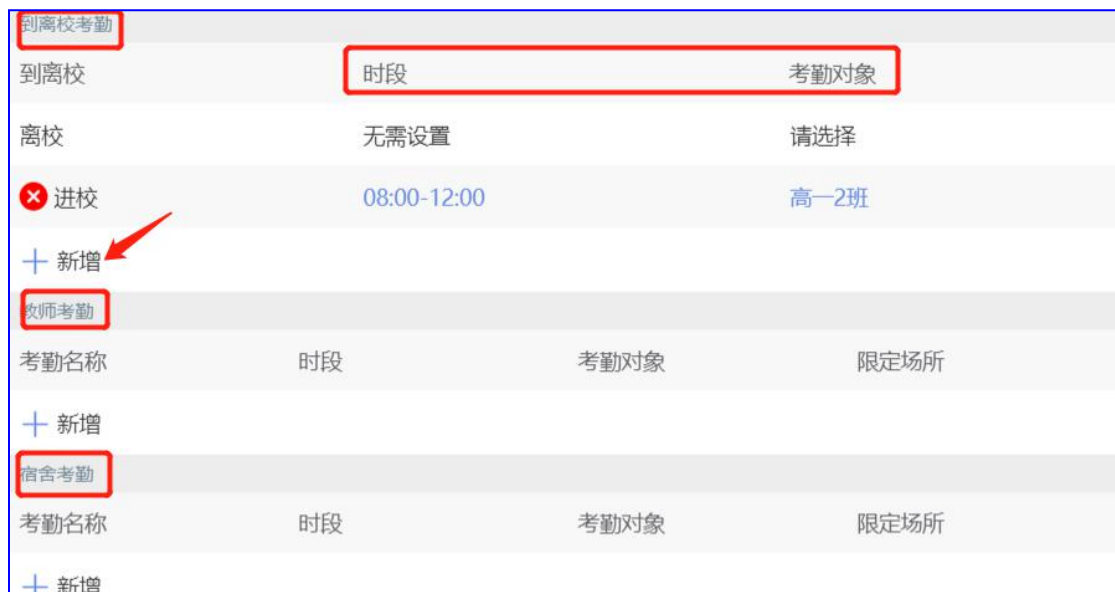 到离校考勤
到离校 时段 考勤对象
离校 无需设置 请选择
进校 08:00-12:00 高一2班
新增
教师考勤
考勤名称 时段 考勤对象 限定场所
新增
宿舍考勤
考勤名称 时段 考勤对象 限定场所
新增